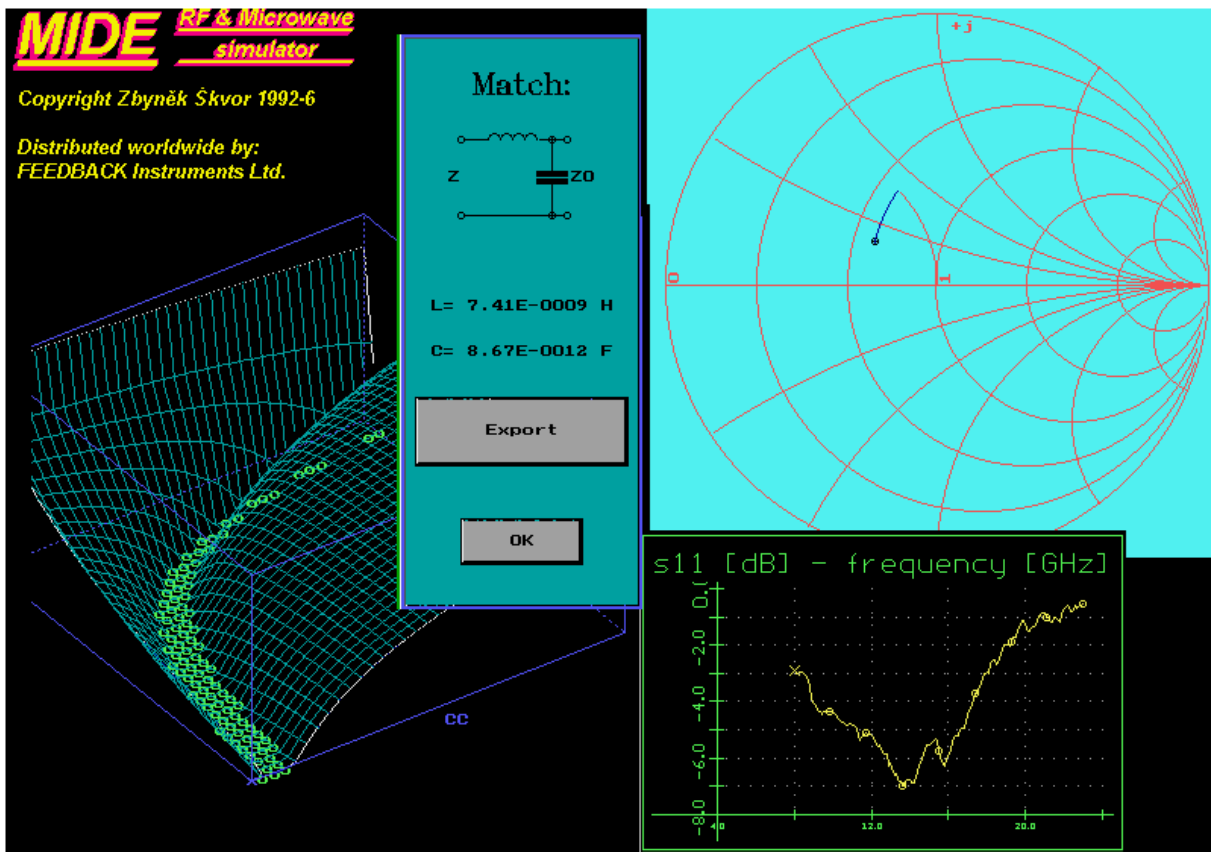 MIDE
RF & Microwave
simulator
Copyright Zbyněk Škvor 1992-6
Distributed worldwide by:
FEEDBACK Instruments Ltd.
Match:
Z
Z0
L= 7.41E-0009 H
C= 8.67E-0012 F
Export
OK
CC
+j
0
1
s11 [dB] - frequency [GHz]
-2.0
-4.0
-6.0
-8.0
4.0
12.0
20.0